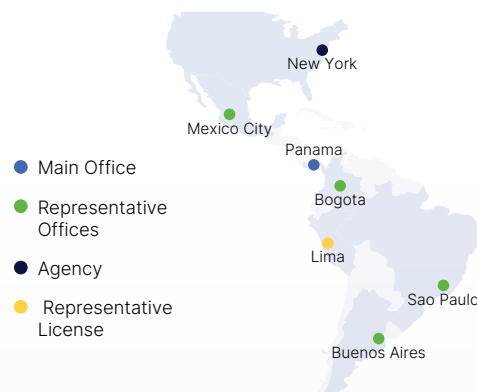 New York
Mexico City
Panama
Main Office
Bogota
Representative
Offices
Lima
Agency
Sao Paulo
Representative
License
Buenos Aires